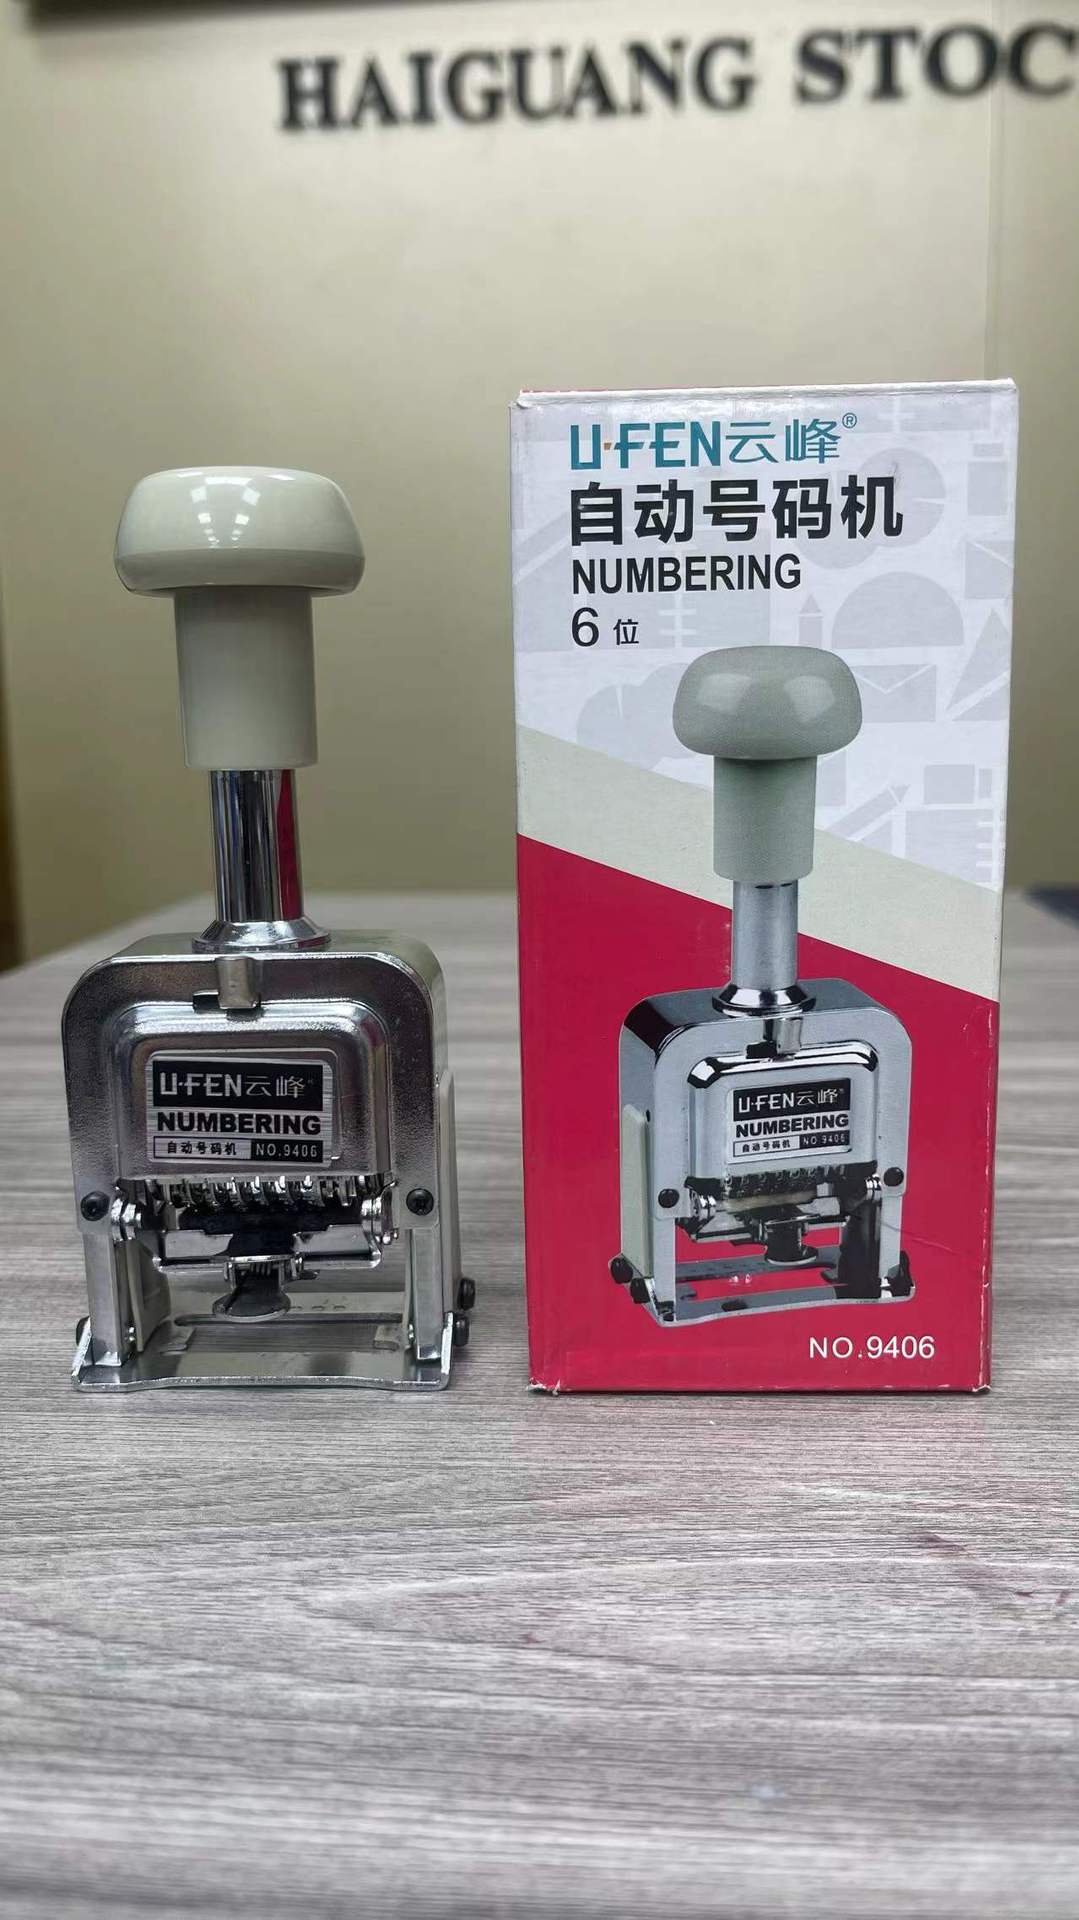 HAIGUANG STOC
U·FEN云峰®
自动号码机
NUMBERING
6 位
U·FEN云峰
NUMBERING
自动号码机 NO.9406
NO.9406
U·FEN云峰
NUMBERING
自动号码机 NO.9406